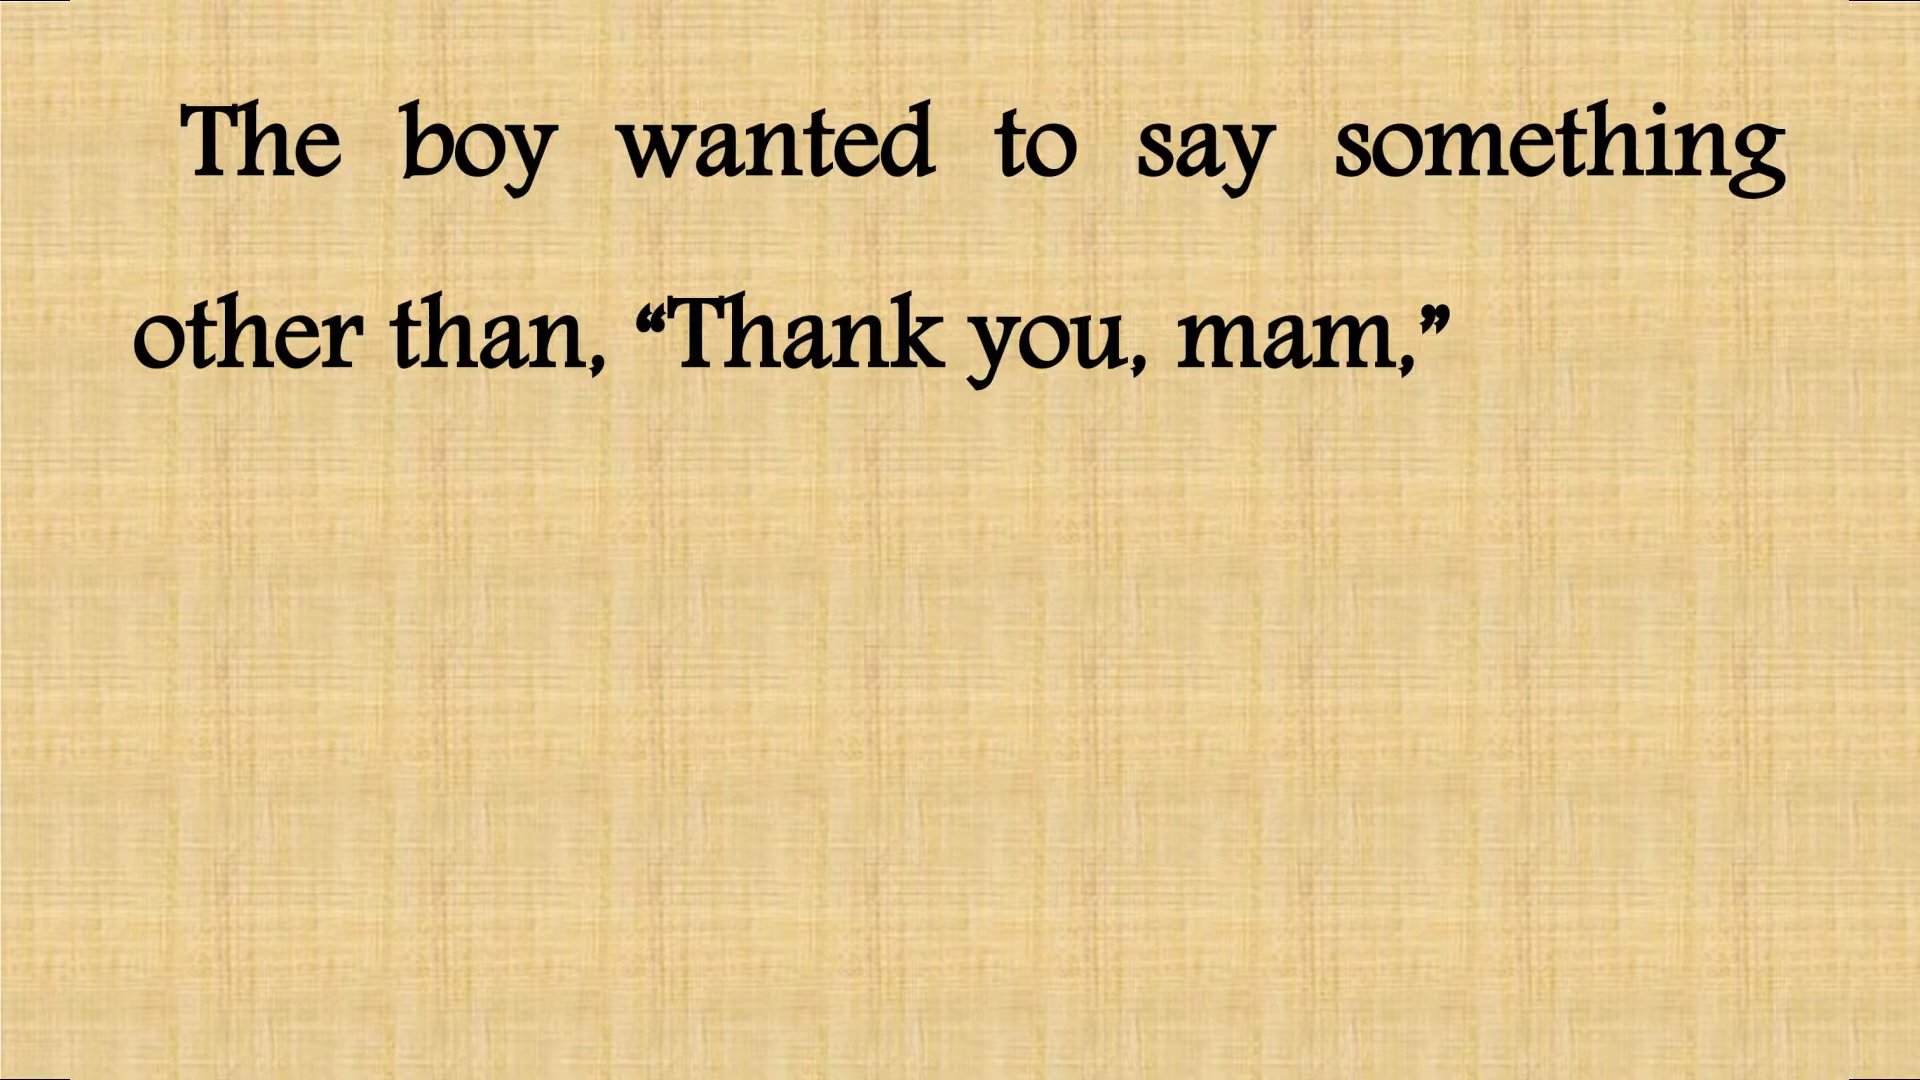 The boy wanted to say something
other than, “Thank you, mam,”